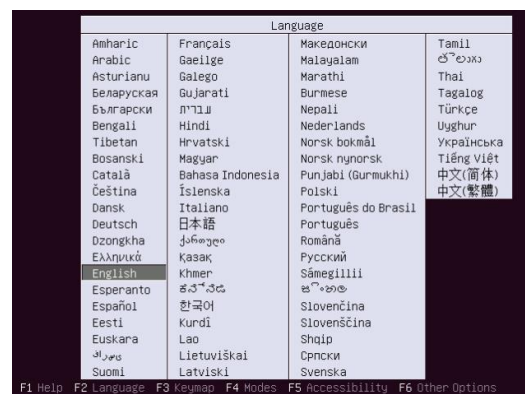 Language
Amharic
Arabic
Asturianu
Беларуская
Български
Bengali
Tibetan
Bosanski
Català
Čeština
Dansk
Deutsch
Dzongkha
Ελληνικά
English
Esperanto
Español
Eesti
Euskara
Suomi
Français
Gaeilge
Galego
Gujarati
עברית
Hindi
Hrvatski
Magyar
Bahasa Indonesia
Íslenska
Italiano
日本語
ქართული
Қазақ
Khmer
ಕನ್ನಡ
한국어
Kurdî
Lao
Lietuviškai
Latviski
Македонски
Malayalam
Marathi
Burmese
Nepali
Nederlands
Norsk bokmål
Norsk nynorsk
Punjabi (Gurmukhi)
Polski
Português do Brasil
Português
Română
Русский
Sámegillii
Slovenčina
Slovenščina
Shqip
Српски
Svenska
Tamil
Thai
Tagalog
Türkçe
Uyghur
Українська
Tiếng Việt
中文(简体)
中文(繁體)
F1 Help F2 Language F3 Keymap F4 Modes F5 Accessibility F6 Other Options